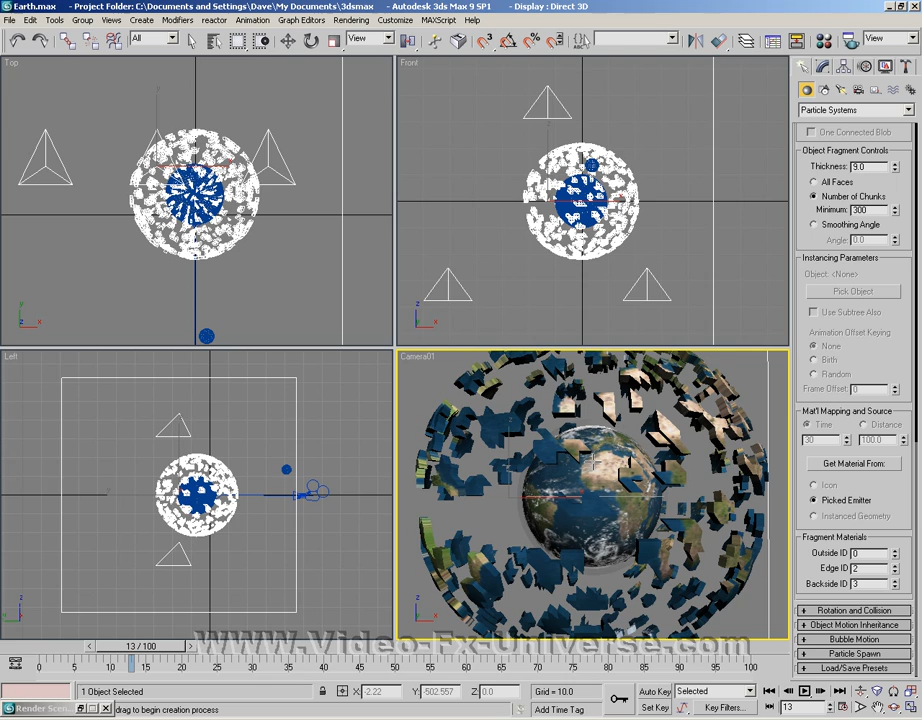 Earth.max - Project Folder: C:\Documents and Settings\Dave\My Documents\3dsmax - Autodesk 3ds Max 9 SP1 - Display : Direct 3D
File Edit Tools Group Views Create Modifiers reactor Animation Graph Editors Rendering Customize MAXScript Help
All View View
Top
Front
Left
Camera01
Particle Systems
One Connected Blob
Object Fragment Controls
Thickness: 9.0
All Faces
Number of Chunks
Minimum: 300
Smoothing Angle
Angle: 0.0
Instancing Parameters
Object: <None>
Pick Object
Use Subtree Also
Animation Offset Keying
None
Birth
Random
Frame Offset: 0
Mat'l Mapping and Source
Time Distance
30 100.0
Get Material From:
Icon
Picked Emitter
Instanced Geometry
Fragment Materials
Outside ID 0
Edge ID 2
Backside ID 3
+ Rotation and Collision
+ Object Motion Inheritance
+ Bubble Motion
+ Particle Spawn
+ Load/Save Presets
13 / 100
www.Video-Fx-Universe.com
0 5 10 15 20 25 30 35 40 45 50 55 60 65 70 75 80 85 90 95 100
1 Object Selected X: -2.22 Y: -502.557 Z: 0.0 Grid = 10.0 Auto Key Selected
Render Scen... drag to begin creation process Add Time Tag Set Key Key Filters... 13